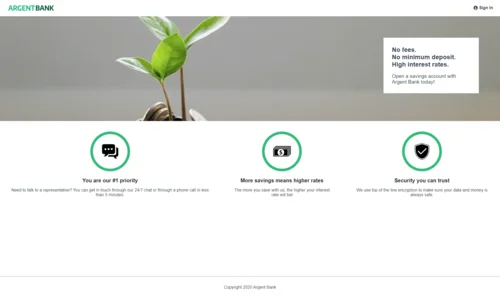 ARGENTBANK
Sign In
No fees.
No minimum deposit.
High interest rates.
Open a savings account with
Argent Bank today!
You are our #1 priority
Need to talk to a representative? You can get in touch through our 24/7 chat or through a phone call in less
than 5 minutes.
More savings means higher rates
The more you save with us, the higher your interest
rate will be!
Security you can trust
We use top of the line encryption to make sure your data and money is
always safe.
Copyright 2020 Argent Bank